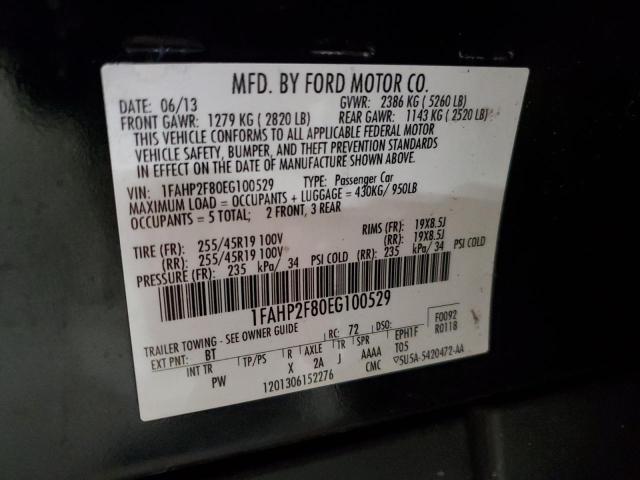 MFD. BY FORD MOTOR CO.
DATE: 06/13 GVWR: 2386 KG ( 5260 LB)
FRONT GAWR: 1279 KG ( 2820 LB) REAR GAWR: 1143 KG ( 2520 LB)
THIS VEHICLE CONFORMS TO ALL APPLICABLE FEDERAL MOTOR
VEHICLE SAFETY, BUMPER, AND THEFT PREVENTION STANDARDS
IN EFFECT ON THE DATE OF MANUFACTURE SHOWN ABOVE.
VIN: 1FAHP2F80EG100529 TYPE: Passenger Car
MAXIMUM LOAD = OCCUPANTS + LUGGAGE = 430KG/ 950LB
OCCUPANTS = 5 TOTAL; 2 FRONT, 3 REAR
TIRE (FR): 255/45R19 100V RIMS (FR): 19X8.5J
(RR): 255/45R19 100V (RR): 19X8.5J
PRESSURE (FR): 235 kPa/ 34 PSI COLD (RR): 235 kPa/ 34 PSI COLD
1FAHP2F80EG100529
TRAILER TOWING - SEE OWNER GUIDE
EXT PNT: BT RC: 72 DSO: F0092
INT TR TP/PS R AXLE TR SPR EPH1F R0118
PW X 2A J AAAA T05
1201306152276 CMC 5U5A-5420472-AA